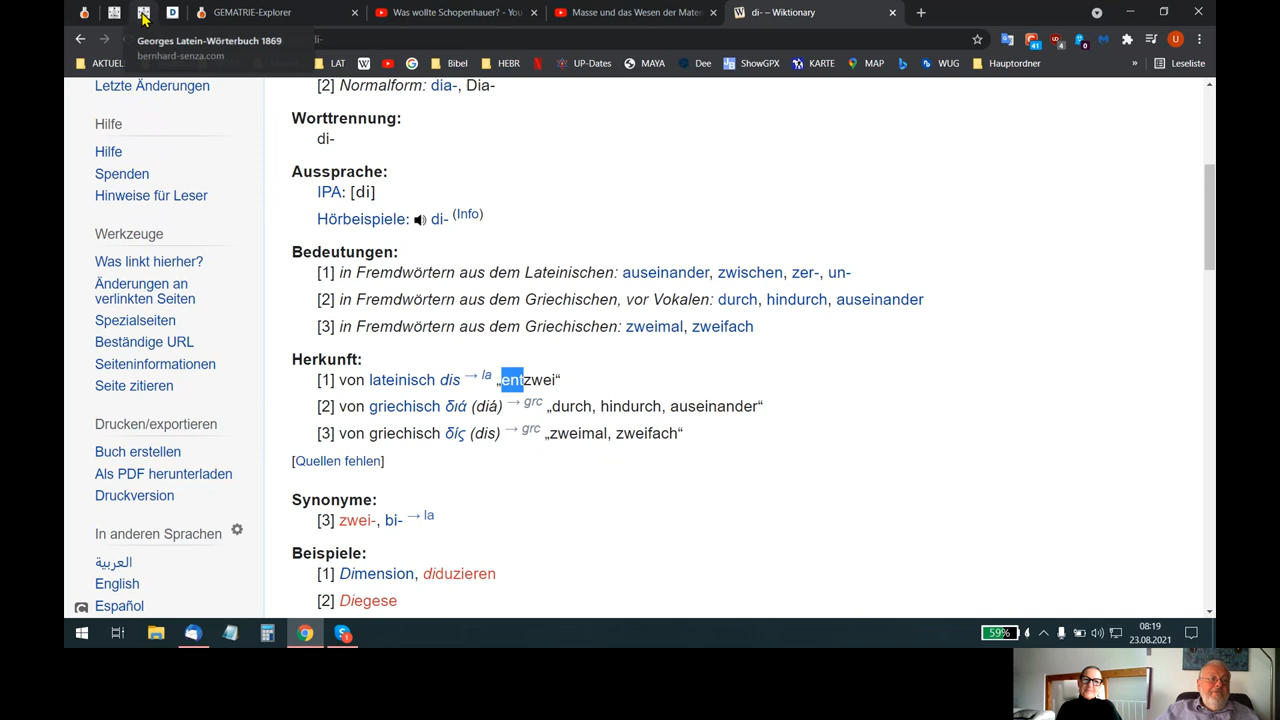 GEMATRIE-Explorer
Was wollte Schopenhauer? - You
Masse und das Wesen der Mater
di- – Wiktionary
Georges Latein-Wörterbuch 1869
bernhard-senza.com
di-
AKTUEL
LAT
Bibel
HEBR
UP-Dates
MAYA
Dee
ShowGPX
KARTE
MAP
WUG
Hauptordner
»
Leseliste
41
4
0
U
D
Letzte Änderungen
Hilfe
Hilfe
Spenden
Hinweise für Leser
Werkzeuge
Was linkt hierher?
Änderungen an
verlinkten Seiten
Spezialseiten
Beständige URL
Seiteninformationen
Seite zitieren
Drucken/exportieren
Buch erstellen
Als PDF herunterladen
Druckversion
In anderen Sprachen
العربية
English
Español
[2] Normalform: dia-, Dia-
Worttrennung:
di-
Aussprache:
IPA: [di]
Hörbeispiele: di- (Info)
Bedeutungen:
[1] in Fremdwörtern aus dem Lateinischen: auseinander, zwischen, zer-, un-
[2] in Fremdwörtern aus dem Griechischen, vor Vokalen: durch, hindurch, auseinander
[3] in Fremdwörtern aus dem Griechischen: zweimal, zweifach
Herkunft:
[1] von lateinisch dis → la „entzwei“
[2] von griechisch διά (diá) → grc „durch, hindurch, auseinander“
[3] von griechisch δίς (dis) → grc „zweimal, zweifach“
[Quellen fehlen]
Synonyme:
[3] zwei-, bi- → la
Beispiele:
[1] Dimension, diduzieren
[2] Diegese
59%
08:19
23.08.2021